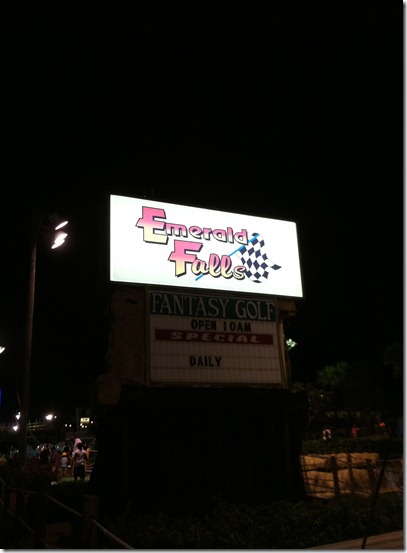 Emerald
Falls
FANTASY GOLF
OPEN 10AM
SPECIAL
DAILY